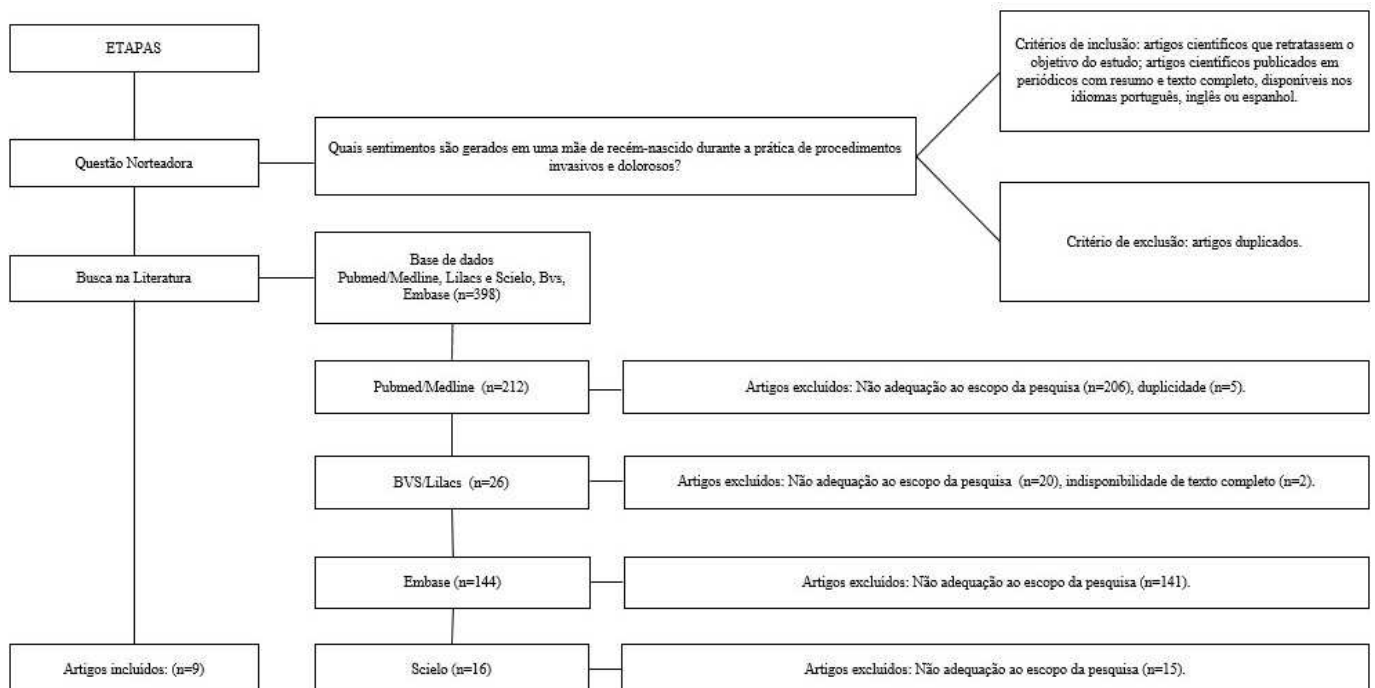 ETAPAS
Critérios de inclusão: artigos científicos que retratassem o
objetivo do estudo; artigos científicos publicados em
periódicos com resumo e texto completo, disponíveis nos
idiomas português, inglês ou espanhol.
Questão Norteadora
Quais sentimentos são gerados em uma mãe de recém-nascido durante a prática de procedimentos
invasivos e dolorosos?
Critério de exclusão: artigos duplicados.
Busca na Literatura
Base de dados
Pubmed/Medline, Lilacs e Scielo, Bvs,
Embase (n=398)
Pubmed/Medline (n=212)
Artigos excluídos: Não adequação ao escopo da pesquisa (n=206), duplicidade (n=5).
BVS/Lilacs (n=26)
Artigos excluídos: Não adequação ao escopo da pesquisa (n=20), indisponibilidade de texto completo (n=2).
Embase (n=144)
Artigos excluídos: Não adequação ao escopo da pesquisa (n=141).
Artigos incluídos: (n=9)
Scielo (n=16)
Artigos excluídos: Não adequação ao escopo da pesquisa (n=15).